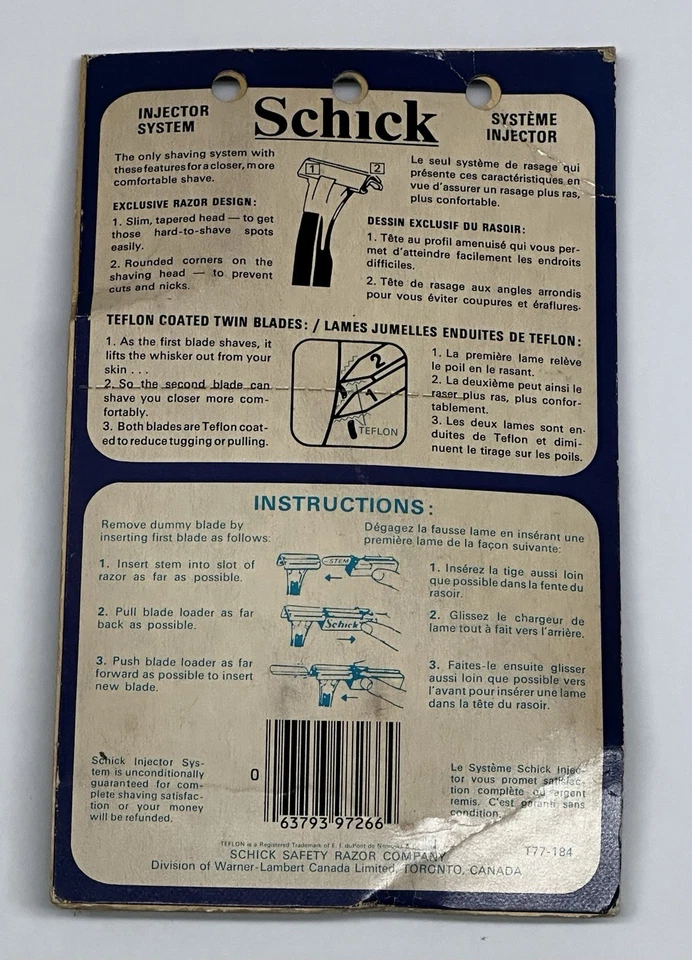 INJECTOR
SYSTEM
Schick
SYSTÈME
INJECTOR
The only shaving system with
these features for a closer, more
comfortable shave.
EXCLUSIVE RAZOR DESIGN:
1. Slim, tapered head — to get
those hard-to-shave spots
easily.
2. Rounded corners on the
shaving head — to prevent
cuts and nicks.
1
2
Le seul système de rasage qui
présente ces caractéristiques en
vue d'assurer un rasage plus ras,
plus confortable.
DESSIN EXCLUSIF DU RASOIR:
1. Tête au profil amenuisé qui vous per-
met d'atteindre facilement les endroits
difficiles.
2. Tête de rasage aux angles arrondis
pour vous éviter coupures et éraflures.
TEFLON COATED TWIN BLADES: / LAMES JUMELLES ENDUITES DE TEFLON:
1. As the first blade shaves, it
lifts the whisker out from your
skin . . .
2. So the second blade can
shave you closer more com-
fortably.
3. Both blades are Teflon coat-
ed to reduce tugging or pulling.
2
1
TEFLON
1. La première lame relève
le poil en le rasant.
2. La deuxième peut ainsi le
raser plus ras, plus confor-
tablement.
3. Les deux lames sont en-
duites de Teflon et dimi-
nuent le tirage sur les poils.
INSTRUCTIONS:
Remove dummy blade by
inserting first blade as follows:
1. Insert stem into slot of
razor as far as possible.
2. Pull blade loader as far
back as possible.
3. Push blade loader as far
forward as possible to insert
new blade.
STEM
Schick
Dégagez la fausse lame en insérant une
première lame de la façon suivante:
1. Insérez la tige aussi loin
que possible dans la fente du
rasoir.
2. Glissez le chargeur de
lame tout à fait vers l'arrière.
3. Faites-le ensuite glisser
aussi loin que possible vers
l'avant pour insérer une lame
dans la tête du rasoir.
Schick Injector Sys-
tem is unconditionally
guaranteed for com-
plete shaving satisfac-
tion or your money
will be refunded.
0
63793 97266
Le Système Schick Injec-
tor vous promet satisfac-
tion complète ou argent
remis. C'est garanti sans
condition.
TEFLON is a Registered Trademark of E. I. duPont de
SCHICK SAFETY RAZOR COMPANY
T77-184
Division of Warner-Lambert Canada Limited, TORONTO, CANADA